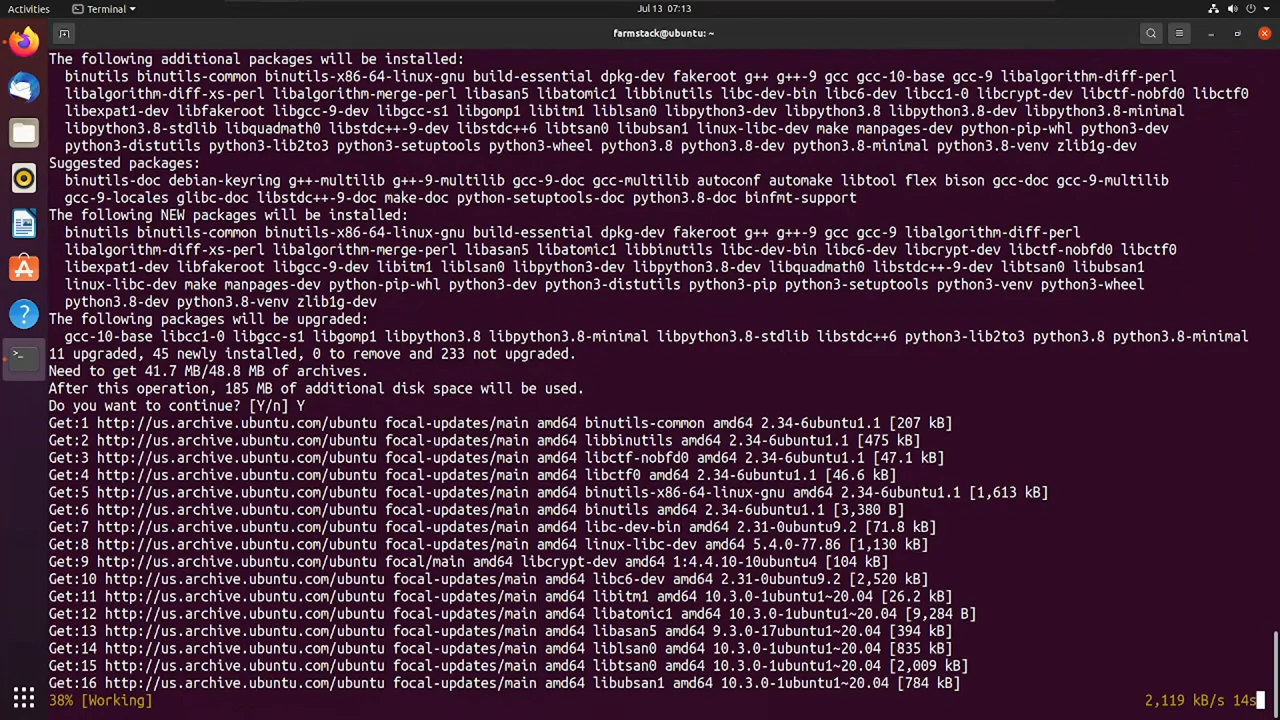 Activities
Terminal
Jul 13 07:13
farmstack@ubuntu: ~
The following additional packages will be installed:
binutils binutils-common binutils-x86-64-linux-gnu build-essential dpkg-dev fakeroot g++ g++-9 gcc gcc-10-base gcc-9 libalgorithm-diff-perl
libalgorithm-diff-xs-perl libalgorithm-merge-perl libasan5 libatomic1 libbinutils libc-dev-bin libc6-dev libcc1-0 libcrypt-dev libctf-nobfd0 libctf0
libexpat1-dev libfakeroot libgcc-9-dev libgcc-s1 libgomp1 libitm1 liblsan0 libpython3-dev libpython3.8 libpython3.8-dev libpython3.8-minimal
libpython3.8-stdlib libquadmath0 libstdc++-9-dev libstdc++6 libtsan0 libubsan1 linux-libc-dev make manpages-dev python-pip-whl python3-dev
python3-distutils python3-lib2to3 python3-setuptools python3-wheel python3.8 python3.8-dev python3.8-minimal python3.8-venv zlib1g-dev
Suggested packages:
binutils-doc debian-keyring g++-multilib g++-9-multilib gcc-9-doc gcc-multilib autoconf automake libtool flex bison gcc-doc gcc-9-multilib
gcc-9-locales glibc-doc libstdc++-9-doc make-doc python-setuptools-doc python3.8-doc binfmt-support
The following NEW packages will be installed:
binutils binutils-common binutils-x86-64-linux-gnu build-essential dpkg-dev fakeroot g++ g++-9 gcc gcc-9 libalgorithm-diff-perl
libalgorithm-diff-xs-perl libalgorithm-merge-perl libasan5 libatomic1 libbinutils libc-dev-bin libc6-dev libcrypt-dev libctf-nobfd0 libctf0
libexpat1-dev libfakeroot libgcc-9-dev libitm1 liblsan0 libpython3-dev libpython3.8-dev libquadmath0 libstdc++-9-dev libtsan0 libubsan1
linux-libc-dev make manpages-dev python-pip-whl python3-dev python3-distutils python3-pip python3-setuptools python3-venv python3-wheel
python3.8-dev python3.8-venv zlib1g-dev
The following packages will be upgraded:
gcc-10-base libcc1-0 libgcc-s1 libgomp1 libpython3.8 libpython3.8-minimal libpython3.8-stdlib libstdc++6 python3-lib2to3 python3.8 python3.8-minimal
11 upgraded, 45 newly installed, 0 to remove and 233 not upgraded.
Need to get 41.7 MB/48.8 MB of archives.
After this operation, 185 MB of additional disk space will be used.
Do you want to continue? [Y/n] Y
Get:1 http://us.archive.ubuntu.com/ubuntu focal-updates/main amd64 binutils-common amd64 2.34-6ubuntu1.1 [207 kB]
Get:2 http://us.archive.ubuntu.com/ubuntu focal-updates/main amd64 libbinutils amd64 2.34-6ubuntu1.1 [475 kB]
Get:3 http://us.archive.ubuntu.com/ubuntu focal-updates/main amd64 libctf-nobfd0 amd64 2.34-6ubuntu1.1 [47.1 kB]
Get:4 http://us.archive.ubuntu.com/ubuntu focal-updates/main amd64 libctf0 amd64 2.34-6ubuntu1.1 [46.6 kB]
Get:5 http://us.archive.ubuntu.com/ubuntu focal-updates/main amd64 binutils-x86-64-linux-gnu amd64 2.34-6ubuntu1.1 [1,613 kB]
Get:6 http://us.archive.ubuntu.com/ubuntu focal-updates/main amd64 binutils amd64 2.34-6ubuntu1.1 [3,380 B]
Get:7 http://us.archive.ubuntu.com/ubuntu focal-updates/main amd64 libc-dev-bin amd64 2.31-0ubuntu9.2 [71.8 kB]
Get:8 http://us.archive.ubuntu.com/ubuntu focal-updates/main amd64 linux-libc-dev amd64 5.4.0-77.86 [1,130 kB]
Get:9 http://us.archive.ubuntu.com/ubuntu focal/main amd64 libcrypt-dev amd64 1:4.4.10-10ubuntu4 [104 kB]
Get:10 http://us.archive.ubuntu.com/ubuntu focal-updates/main amd64 libc6-dev amd64 2.31-0ubuntu9.2 [2,520 kB]
Get:11 http://us.archive.ubuntu.com/ubuntu focal-updates/main amd64 libitm1 amd64 10.3.0-1ubuntu1~20.04 [26.2 kB]
Get:12 http://us.archive.ubuntu.com/ubuntu focal-updates/main amd64 libatomic1 amd64 10.3.0-1ubuntu1~20.04 [9,284 B]
Get:13 http://us.archive.ubuntu.com/ubuntu focal-updates/main amd64 libasan5 amd64 9.3.0-17ubuntu1~20.04 [394 kB]
Get:14 http://us.archive.ubuntu.com/ubuntu focal-updates/main amd64 liblsan0 amd64 10.3.0-1ubuntu1~20.04 [835 kB]
Get:15 http://us.archive.ubuntu.com/ubuntu focal-updates/main amd64 libtsan0 amd64 10.3.0-1ubuntu1~20.04 [2,009 kB]
Get:16 http://us.archive.ubuntu.com/ubuntu focal-updates/main amd64 libubsan1 amd64 10.3.0-1ubuntu1~20.04 [784 kB]
38% [Working] 2,119 kB/s 14s